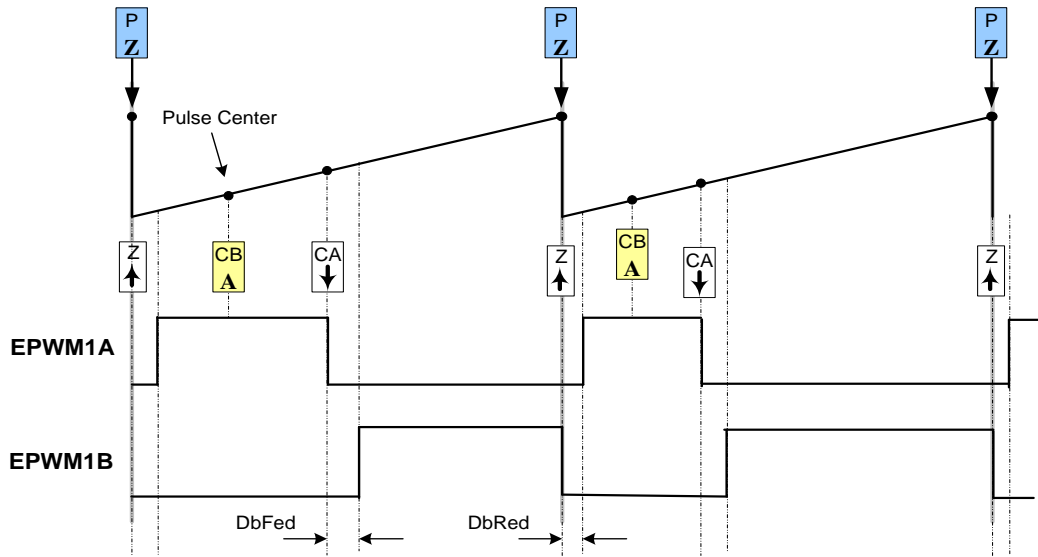 P
Z
P
Z
P
Z
Pulse Center
Z
CB
A
CA
Z
CB
A
CA
Z
EPWM1A
EPWM1B
DbFed
DbRed